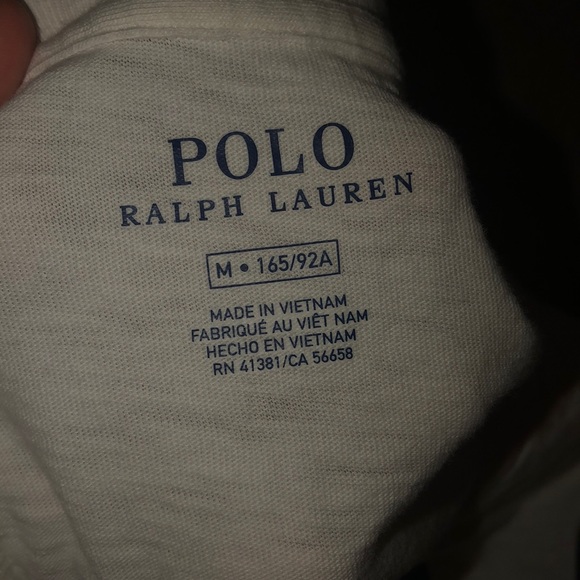 POLO
RALPH LAUREN
M • 165/92A
MADE IN VIETNAM
FABRIQUÉ AU VIÊT NAM
HECHO EN VIETNAM
RN 41381/CA 56658